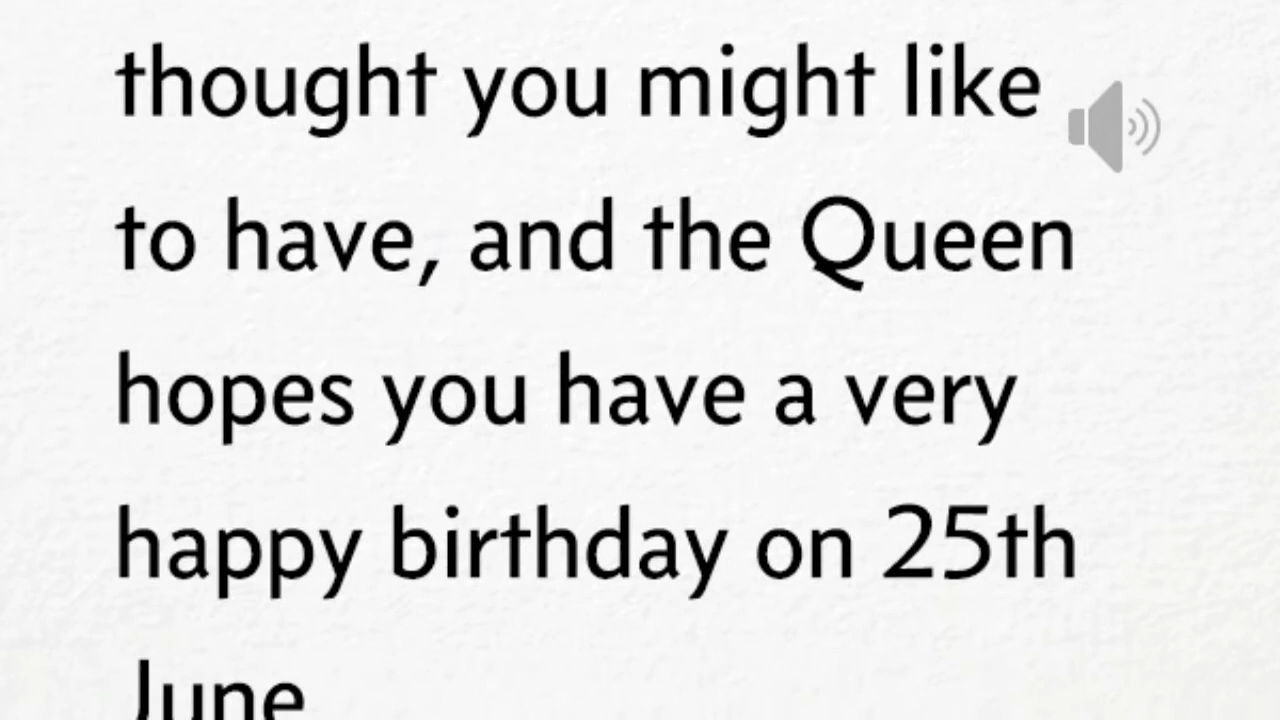 thought you might like
to have, and the Queen
hopes you have a very
happy birthday on 25th
June